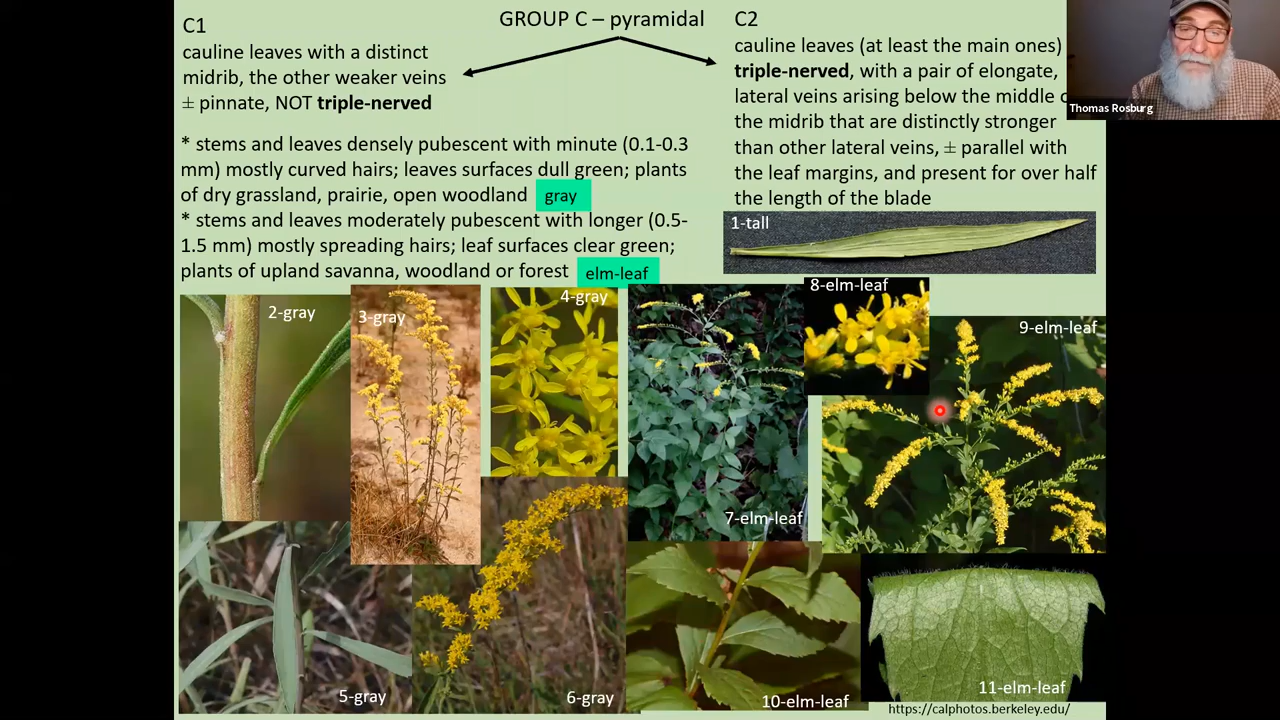 GROUP C – pyramidal
C1
cauline leaves with a distinct
midrib, the other weaker veins
± pinnate, NOT triple-nerved
* stems and leaves densely pubescent with minute (0.1-0.3
mm) mostly curved hairs; leaves surfaces dull green; plants
of dry grassland, prairie, open woodland gray
* stems and leaves moderately pubescent with longer (0.5-
1.5 mm) mostly spreading hairs; leaf surfaces clear green;
plants of upland savanna, woodland or forest elm-leaf
C2
cauline leaves (at least the main ones)
triple-nerved, with a pair of elongate,
lateral veins arising below the middle
the midrib that are distinctly stronger
than other lateral veins, ± parallel with
the leaf margins, and present for over half
the length of the blade
Thomas Rosburg
1-tall
2-gray
3-gray
4-gray
8-elm-leaf
9-elm-leaf
7-elm-leaf
5-gray
6-gray
10-elm-leaf
11-elm-leaf
https://calphotos.berkeley.edu/